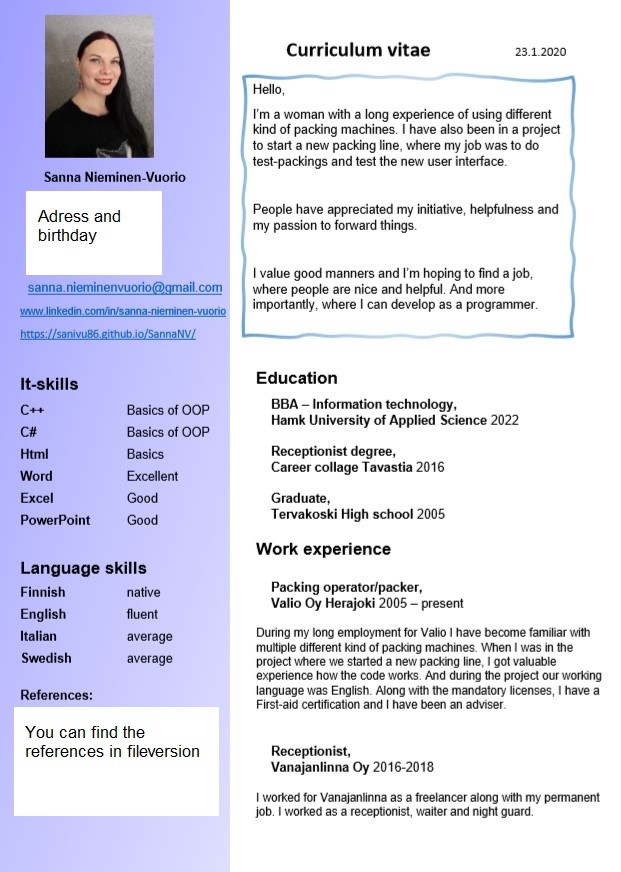 Sanna Nieminen-Vuorio
Adress and
birthday
sanna.nieminenvuorio@gmail.com
www.linkedin.com/in/sanna-nieminen-vuorio
https://sanivu86.github.io/SannaNV/
It-skills
C++ Basics of OOP
C# Basics of OOP
Html Basics
Word Excellent
Excel Good
PowerPoint Good
Language skills
Finnish native
English fluent
Italian average
Swedish average
References:
You can find the
references in fileversion
Curriculum vitae 23.1.2020
Hello,
I'm a woman with a long experience of using different
kind of packing machines. I have also been in a project
to start a new packing line, where my job was to do
test-packings and test the new user interface.
People have appreciated my initiative, helpfulness and
my passion to forward things.
I value good manners and I'm hoping to find a job,
where people are nice and helpful. And more
importantly, where I can develop as a programmer.
Education
BBA – Information technology,
Hamk University of Applied Science 2022
Receptionist degree,
Career collage Tavastia 2016
Graduate,
Tervakoski High school 2005
Work experience
Packing operator/packer,
Valio Oy Herajoki 2005 – present
During my long employment for Valio I have become familiar with
multiple different kind of packing machines. When I was in the
project where we started a new packing line, I got valuable
experience how the code works. And during the project our working
language was English. Along with the mandatory licenses, I have a
First-aid certification and I have been an adviser.
Receptionist,
Vanajanlinna Oy 2016-2018
I worked for Vanajanlinna as a freelancer along with my permanent
job. I worked as a receptionist, waiter and night guard.